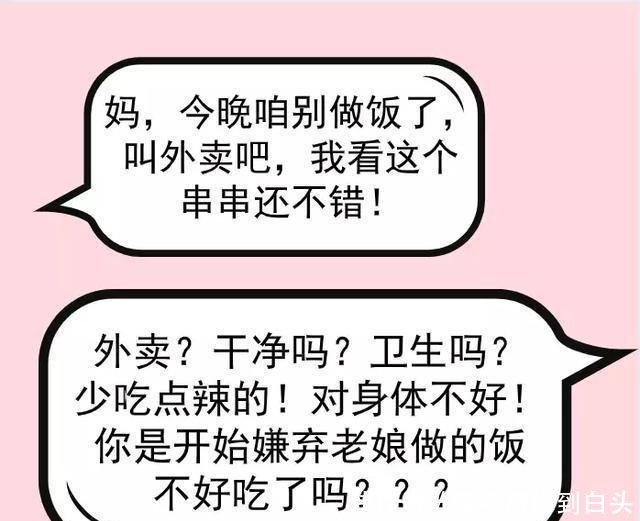 妈，今晚咱别做饭了，
叫外卖吧，我看这个
串串还不错！
外卖？干净吗？卫生吗？
少吃点辣的！对身体不好！
你是开始嫌弃老娘做的饭
不好吃了吗？？？
到白头